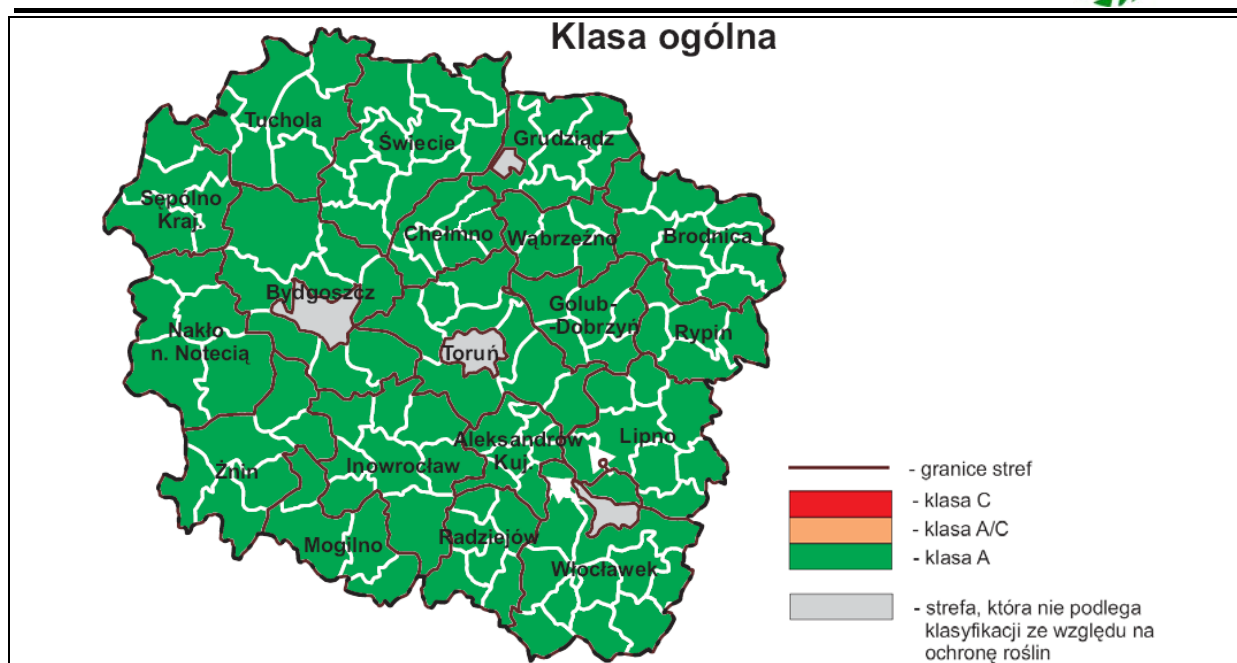 Klasa ogólna
Tuchola
Świecie
Grudziądz
Sępólno
Kraj.
Chełmno
Wąbrzeźno
Brodnica
Bydgoszcz
Golub-
-Dobrzyń
Nakło
n. Notecią
Toruń
Rypin
Aleksandrów
Kuj.
Lipno
Żnin
Inowrocław
Mogilno
Radziejów
Włocławek
- granice stref
- klasa C
- klasa A/C
- klasa A
- strefa, która nie podlega
klasyfikacji ze względu na
ochronę roślin